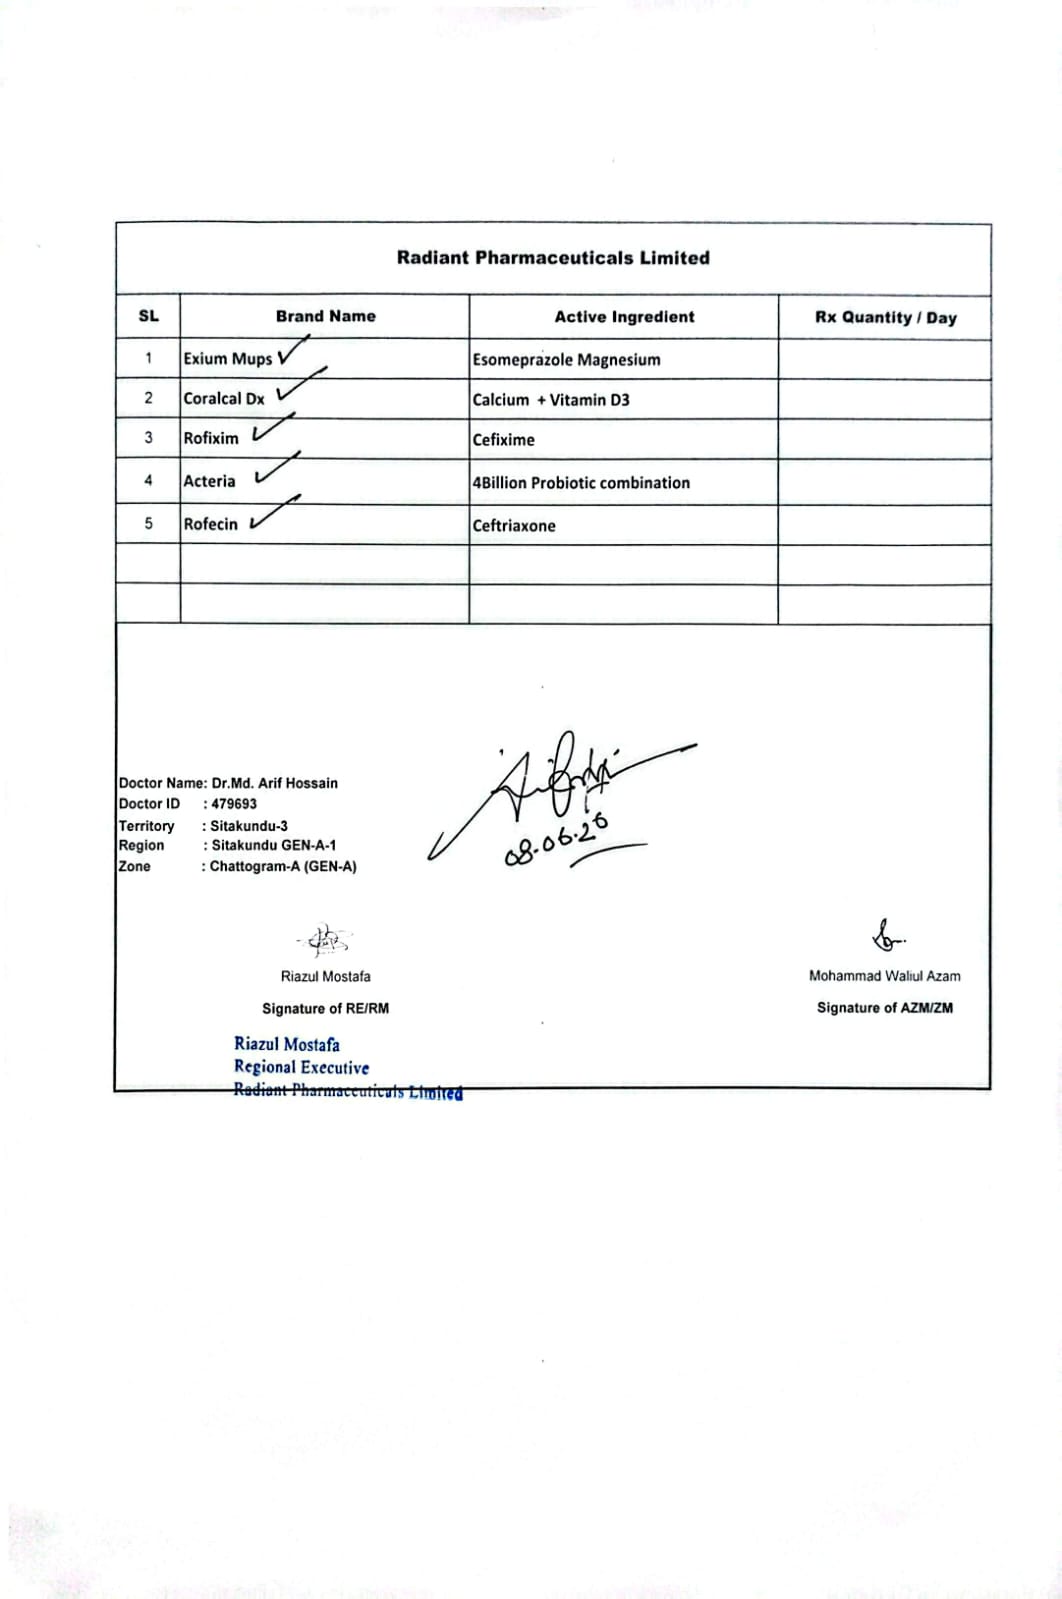 Radiant Pharmaceuticals Limited
SL Brand Name Active Ingredient Rx Quantity / Day
1 Exium Mups Esomeprazole Magnesium
2 Coralcal Dx Calcium + Vitamin D3
3 Rofixim Cefixime
4 Acteria 4Billion Probiotic combination
5 Rofecin Ceftriaxone
Doctor Name: Dr.Md. Arif Hossain
Doctor ID : 479693
Territory : Sitakundu-3
Region : Sitakundu GEN-A-1
Zone : Chattogram-A (GEN-A)
08.06.26
Riazul Mostafa Mohammad Waliul Azam
Signature of RE/RM Signature of AZM/ZM
Riazul Mostafa
Regional Executive
Radiant Pharmaceuticals Limited